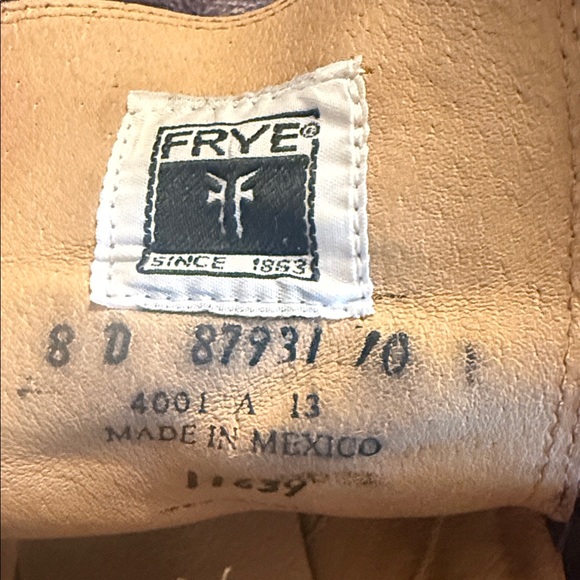 FRYE®
SINCE 1863
8 D 87931 10
4001 A 13
MADE IN MEXICO